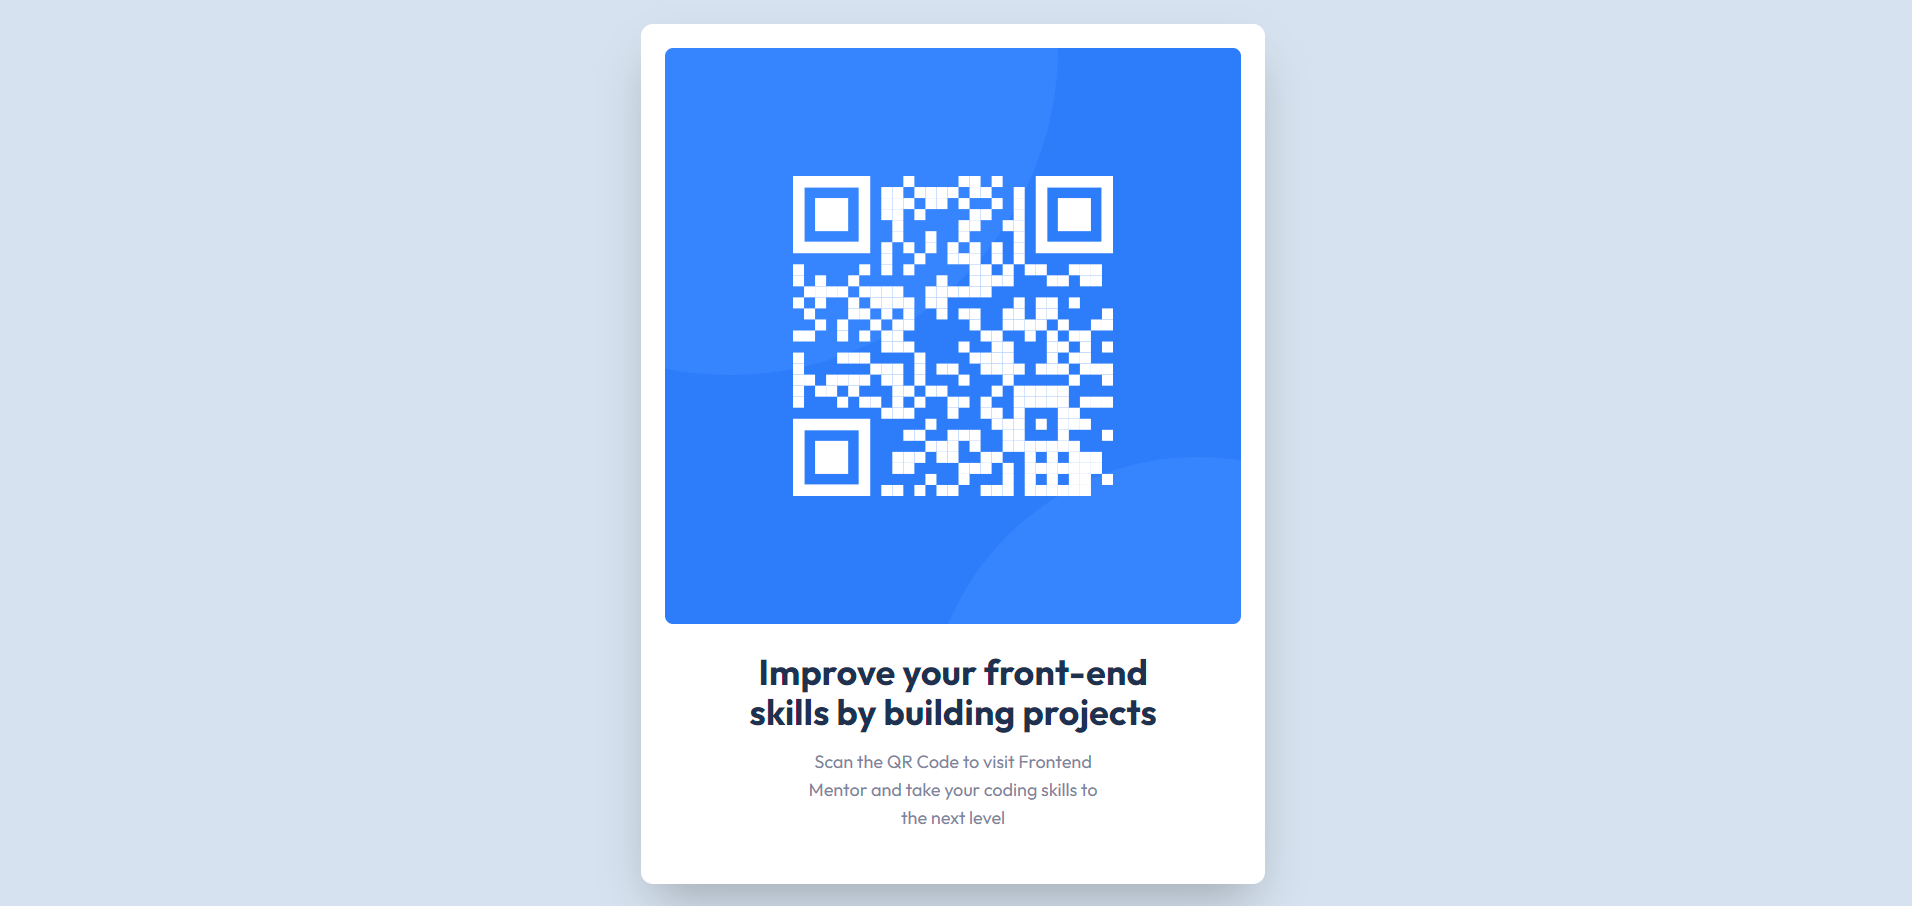 Improve your front-end
skills by building projects
Scan the QR Code to visit Frontend
Mentor and take your coding skills to
the next level